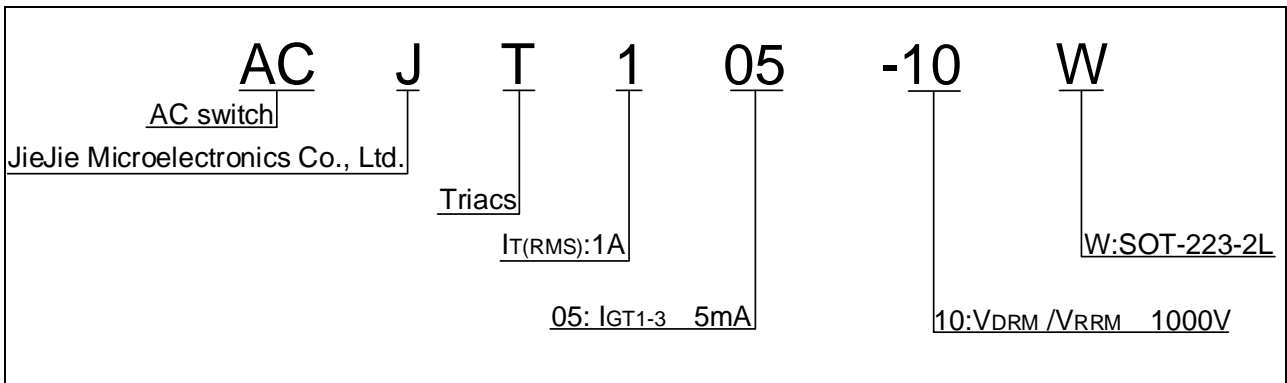 AC J T 1 05 -10 W
AC switch
JieJie Microelectronics Co., Ltd.
Triacs
IT(RMS):1A
W:SOT-223-2L
05: IGT1-3 5mA
10:VDRM /VRRM 1000V